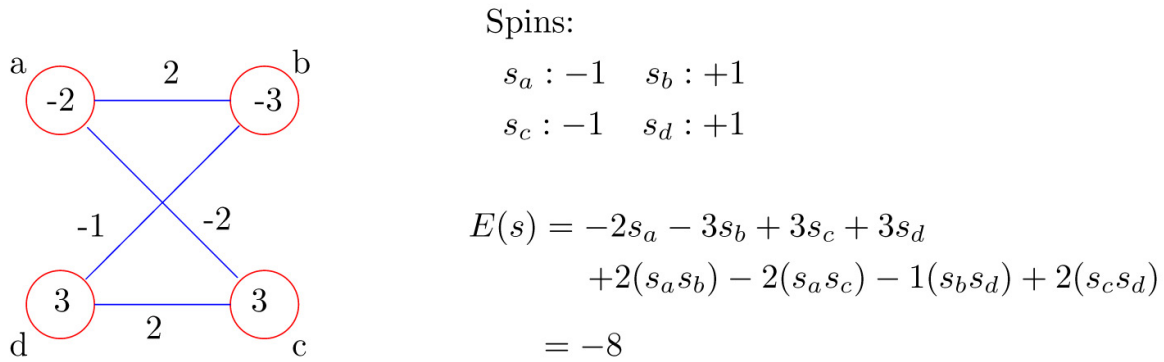 Spins:
a 2 b
s_a : −1 s_b : +1
-2 -3
s_c : −1 s_d : +1
-1 -2
E(s) = −2s_a − 3s_b + 3s_c + 3s_d
+2(s_a s_b) − 2(s_a s_c) − 1(s_b s_d) + 2(s_c s_d)
3 3
2
d c
= −8